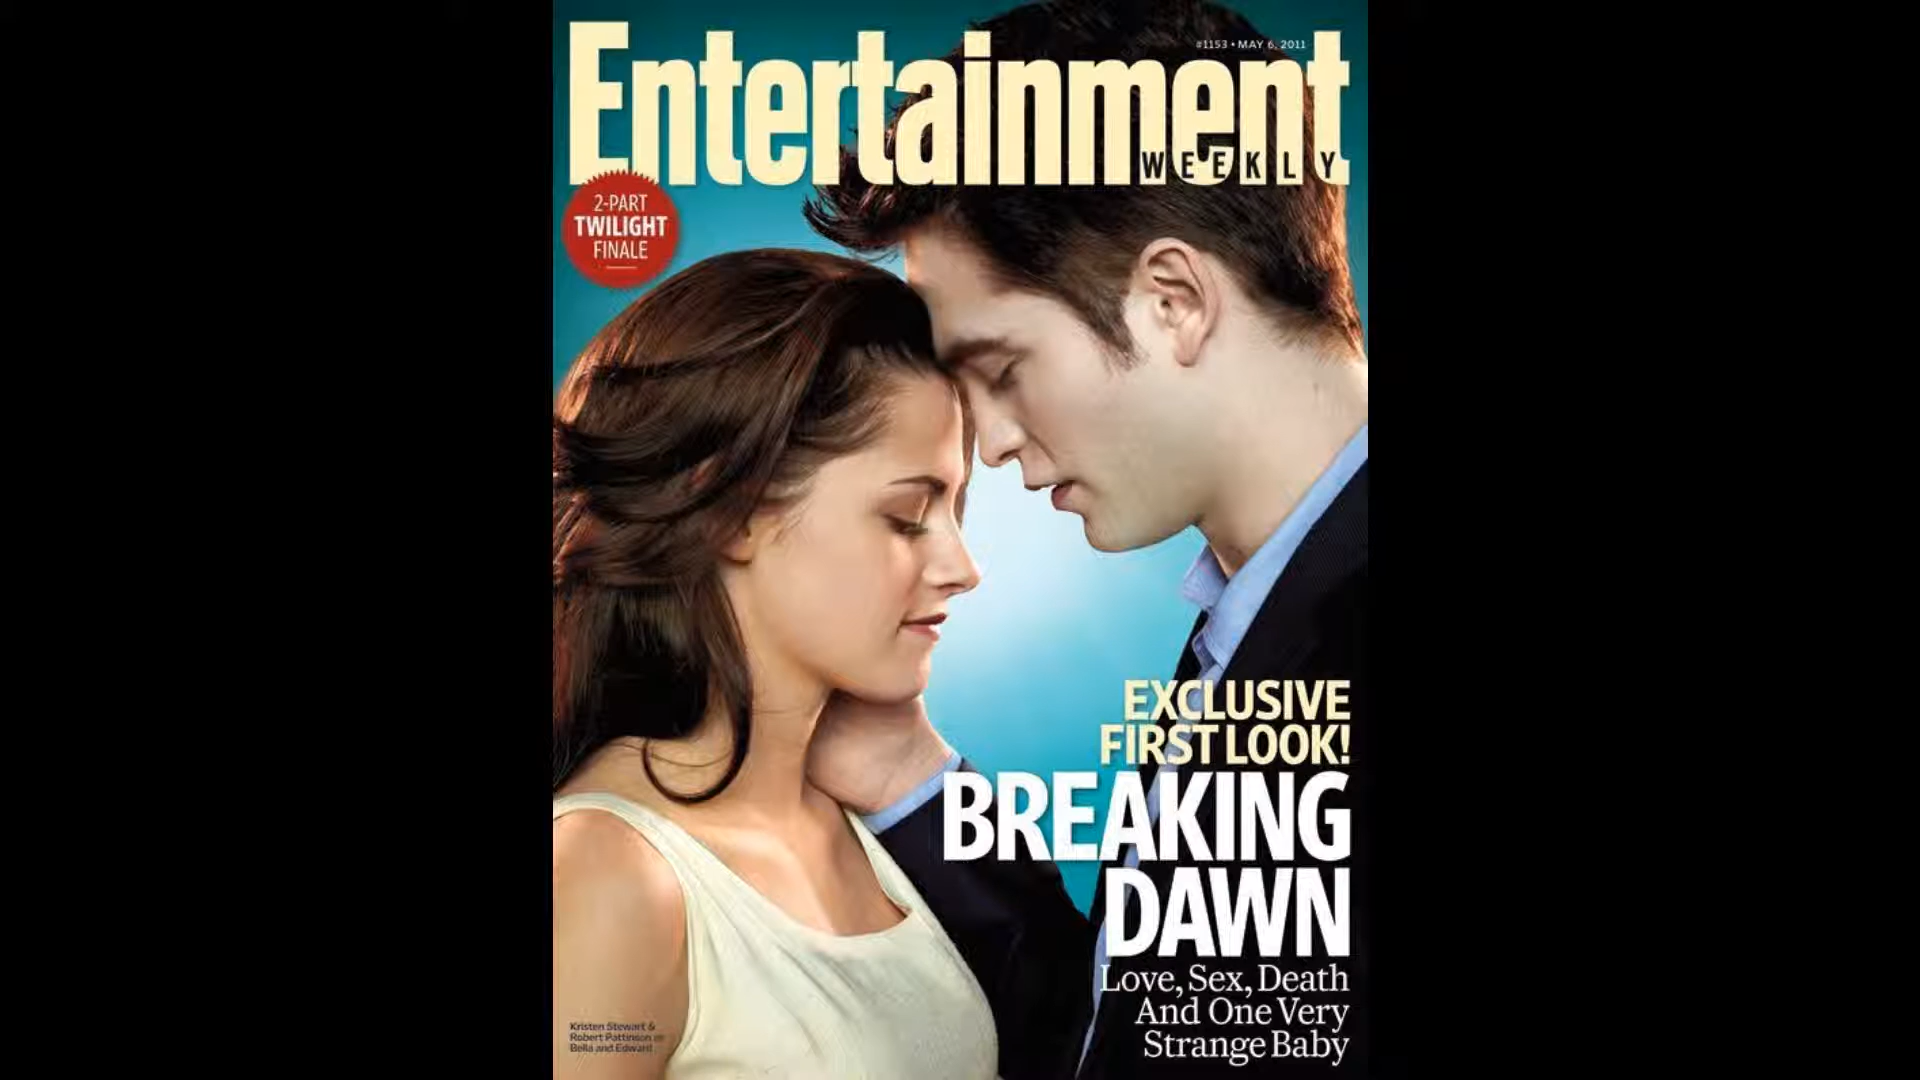 #1153 • MAY 6, 2011
Entertainment
WEEKLY
2-PART
TWILIGHT
FINALE
EXCLUSIVE
FIRST LOOK!
BREAKING
DAWN
Love, Sex, Death
And One Very
Strange Baby
Kristen Stewart &
Robert Pattinson as
Bella and Edward